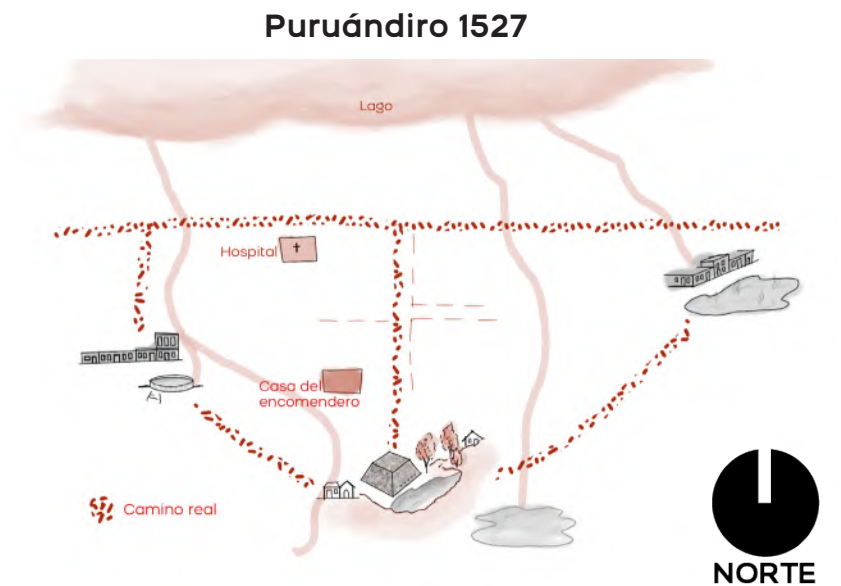 Puruándiro 1527
Lago
Hospital
Casa del
encomendero
Camino real
NORTE